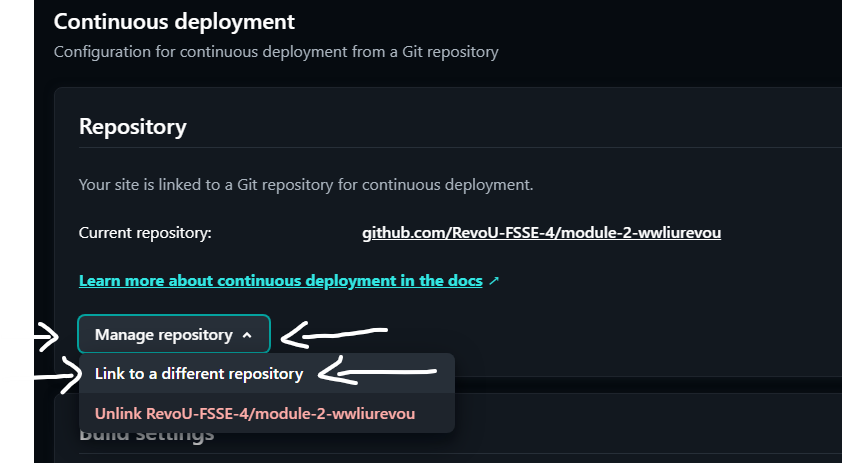 Continuous deployment
Configuration for continuous deployment from a Git repository
Repository
Your site is linked to a Git repository for continuous deployment.
Current repository: github.com/RevoU-FSSE-4/module-2-wwliurevou
Learn more about continuous deployment in the docs ↗
Manage repository
Link to a different repository
Unlink RevoU-FSSE-4/module-2-wwliurevou
Build settings